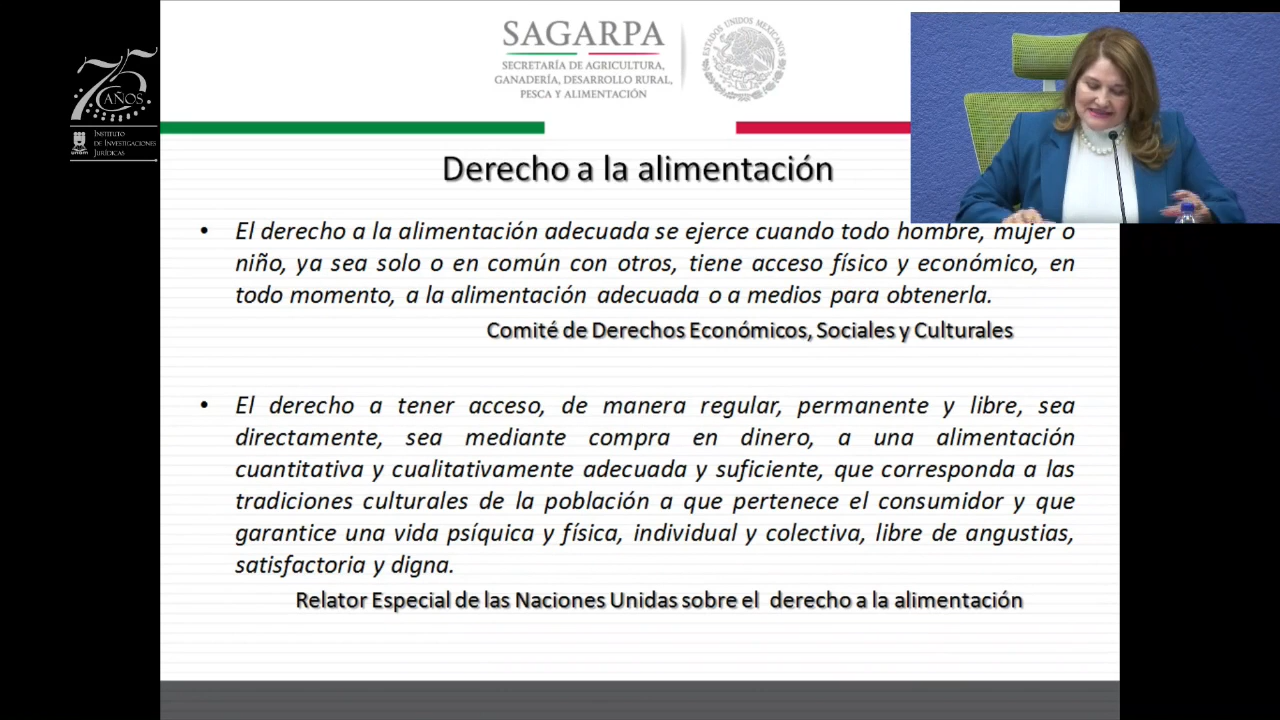 75
AÑOS
INSTITUTO
DE INVESTIGACIONES
JURÍDICAS
UNAM
SAGARPA
SECRETARÍA DE AGRICULTURA,
GANADERÍA, DESARROLLO RURAL,
PESCA Y ALIMENTACIÓN
ESTADOS UNIDOS MEXICANOS
Derecho a la alimentación
• El derecho a la alimentación adecuada se ejerce cuando todo hombre, mujer o
niño, ya sea solo o en común con otros, tiene acceso físico y económico, en
todo momento, a la alimentación adecuada o a medios para obtenerla.
Comité de Derechos Económicos, Sociales y Culturales
• El derecho a tener acceso, de manera regular, permanente y libre, sea
directamente, sea mediante compra en dinero, a una alimentación
cuantitativa y cualitativamente adecuada y suficiente, que corresponda a las
tradiciones culturales de la población a que pertenece el consumidor y que
garantice una vida psíquica y física, individual y colectiva, libre de angustias,
satisfactoria y digna.
Relator Especial de las Naciones Unidas sobre el derecho a la alimentación